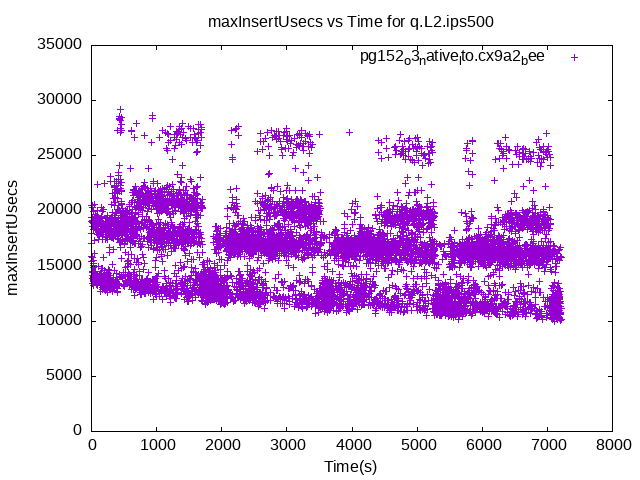 maxInsertUsecs vs Time for q.L2.ips500
pg152_o3_native_lto.cx9a2_bee
maxInsertUsecs
35000
30000
25000
20000
15000
10000
5000
0
0 1000 2000 3000 4000 5000 6000 7000 8000
Time(s)